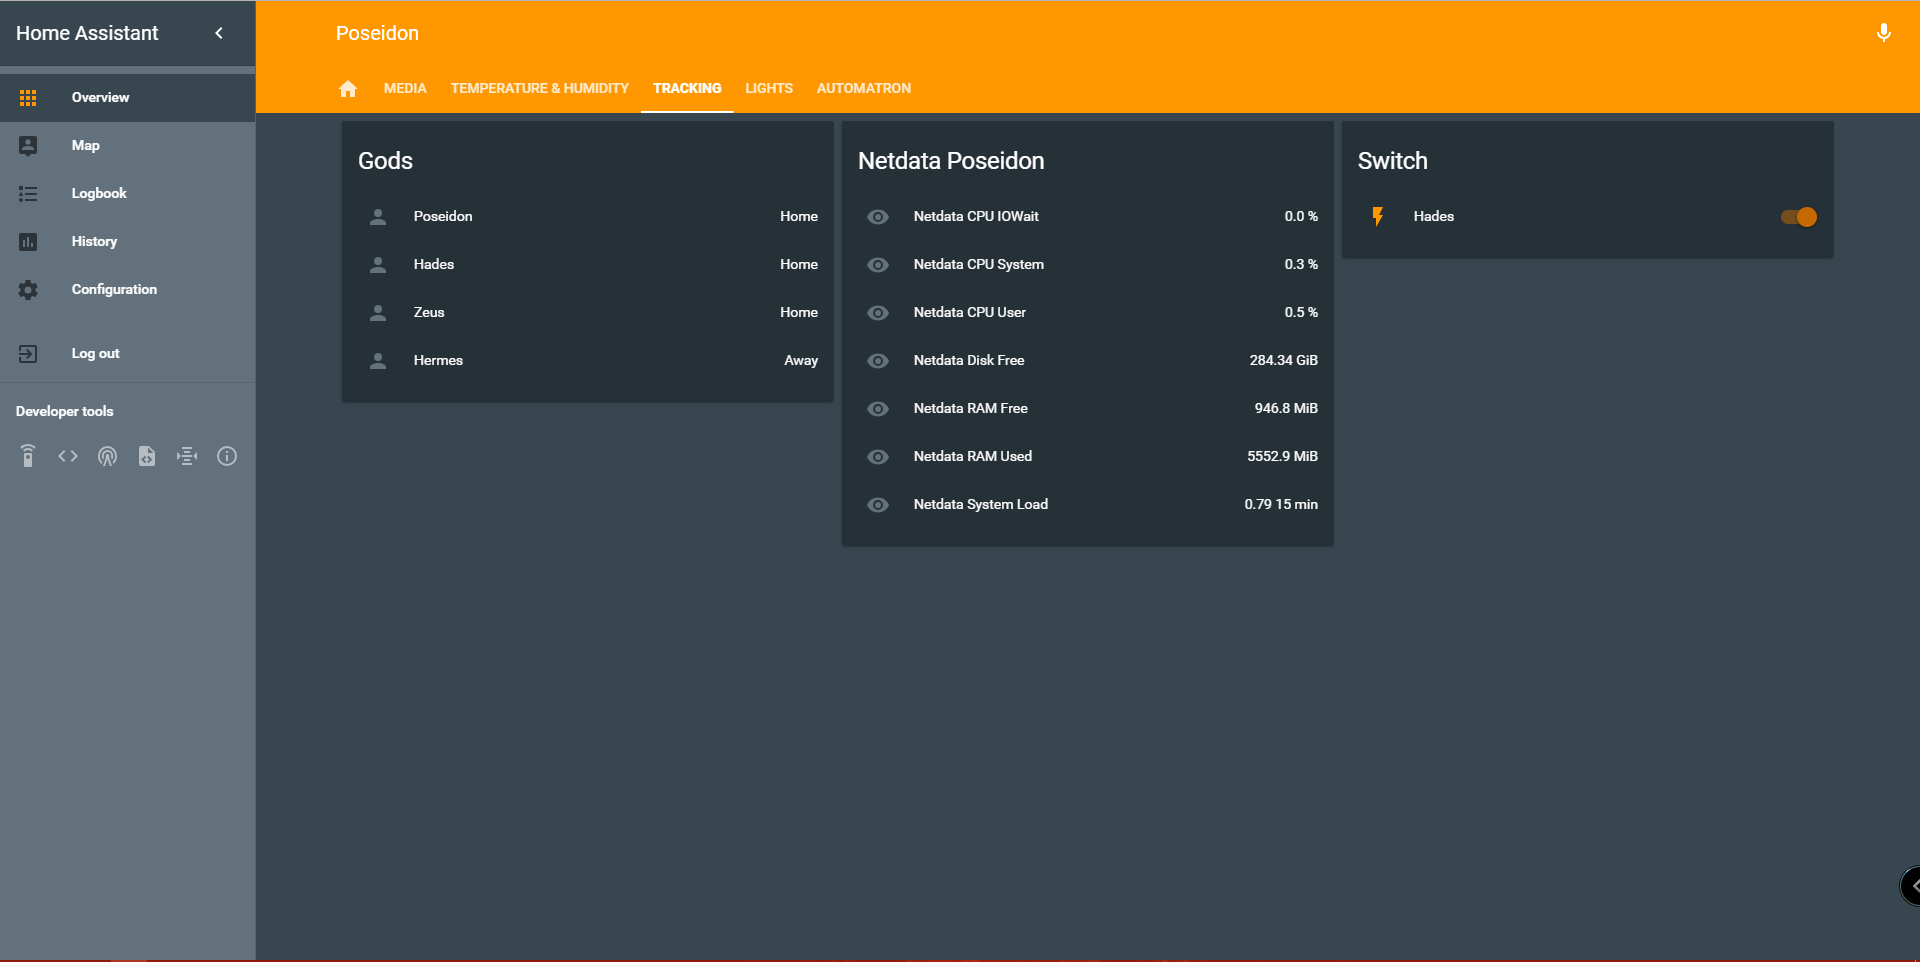 Home Assistant
Poseidon
MEDIA TEMPERATURE & HUMIDITY TRACKING LIGHTS AUTOMATRON
Overview
Map
Logbook
History
Configuration
Log out
Developer tools
Gods
Poseidon Home
Hades Home
Zeus Home
Hermes Away
Netdata Poseidon
Netdata CPU IOWait 0.0 %
Netdata CPU System 0.3 %
Netdata CPU User 0.5 %
Netdata Disk Free 284.34 GiB
Netdata RAM Free 946.8 MiB
Netdata RAM Used 5552.9 MiB
Netdata System Load 0.79 15 min
Switch
Hades